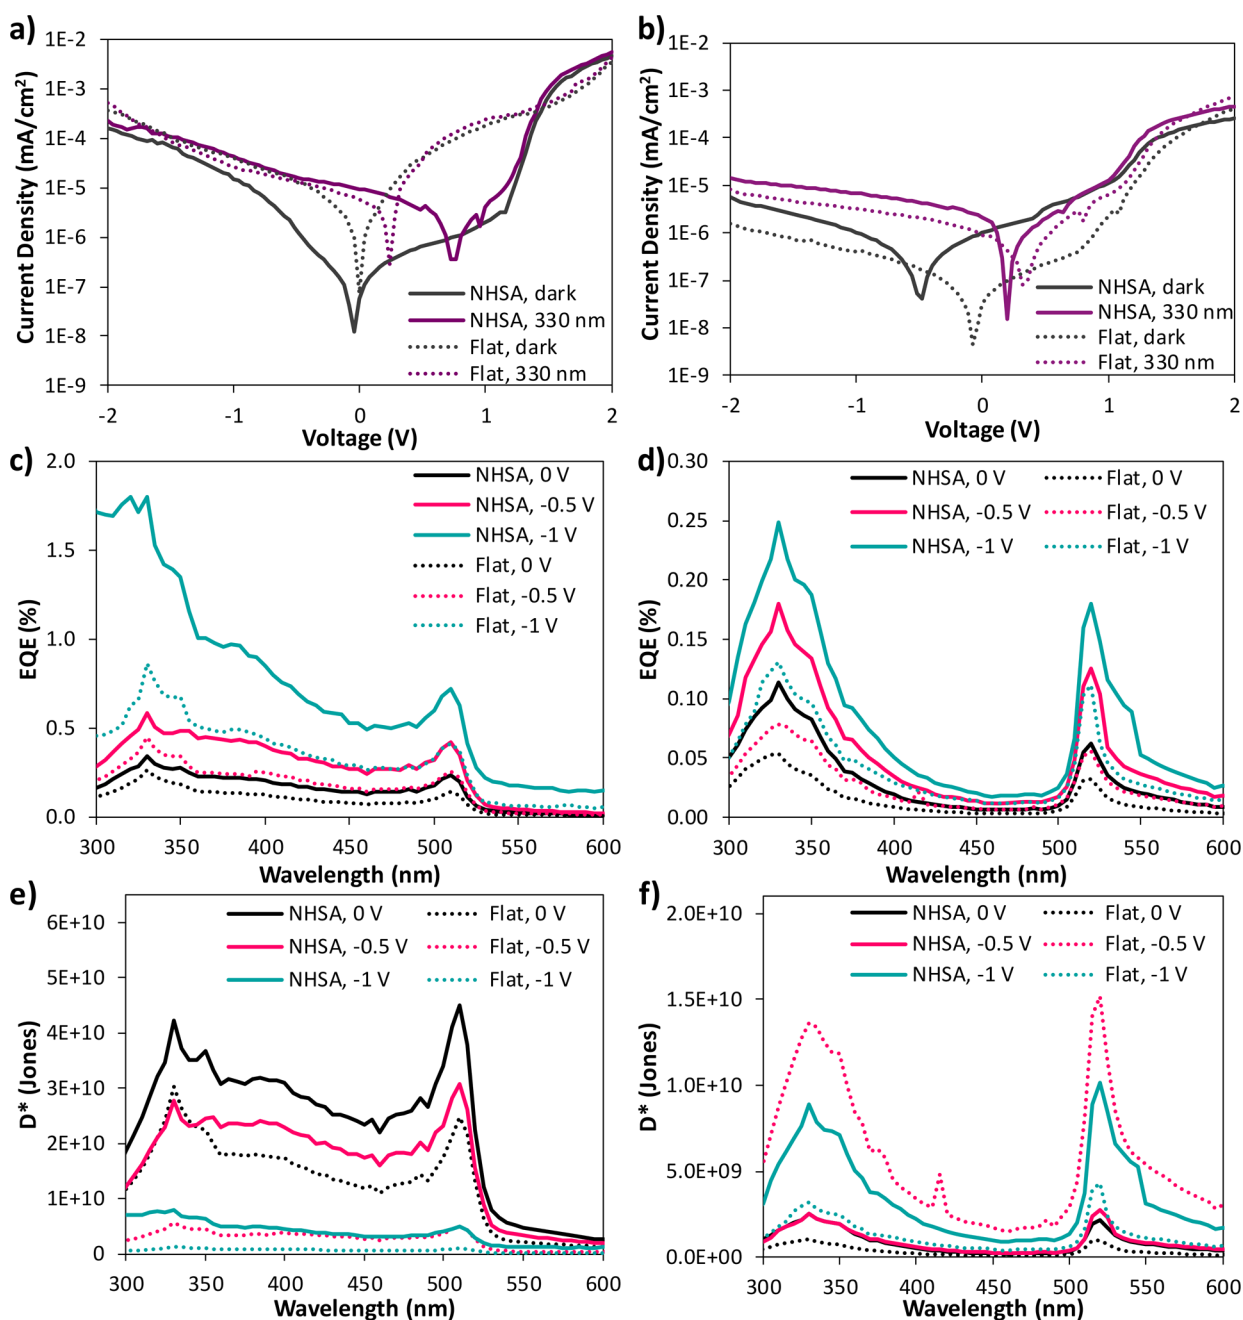 a)
1E-2
1E-3
1E-4
1E-5
1E-6
1E-7
1E-8
1E-9
Current Density (mA/cm²)
NHSA, dark
NHSA, 330 nm
Flat, dark
Flat, 330 nm
-2 -1 0 1 2
Voltage (V)
b)
1E-2
1E-3
1E-4
1E-5
1E-6
1E-7
1E-8
1E-9
Current Density (mA/cm²)
NHSA, dark
NHSA, 330 nm
Flat, dark
Flat, 330 nm
-2 -1 0 1 2
Voltage (V)
c)
2.0
1.5
1.0
0.5
0.0
EQE (%)
NHSA, 0 V
NHSA, -0.5 V
NHSA, -1 V
Flat, 0 V
Flat, -0.5 V
Flat, -1 V
300 350 400 450 500 550 600
Wavelength (nm)
d)
0.30
0.25
0.20
0.15
0.10
0.05
0.00
EQE (%)
NHSA, 0 V Flat, 0 V
NHSA, -0.5 V Flat, -0.5 V
NHSA, -1 V Flat, -1 V
300 350 400 450 500 550 600
Wavelength (nm)
e)
6E+10
5E+10
4E+10
3E+10
2E+10
1E+10
0
D* (Jones)
NHSA, 0 V Flat, 0 V
NHSA, -0.5 V Flat, -0.5 V
NHSA, -1 V Flat, -1 V
300 350 400 450 500 550 600
Wavelength (nm)
f)
2.0E+10
1.5E+10
1.0E+10
5.0E+09
0.0E+00
D* (Jones)
NHSA, 0 V Flat, 0 V
NHSA, -0.5 V Flat, -0.5 V
NHSA, -1 V Flat, -1 V
300 350 400 450 500 550 600
Wavelength (nm)